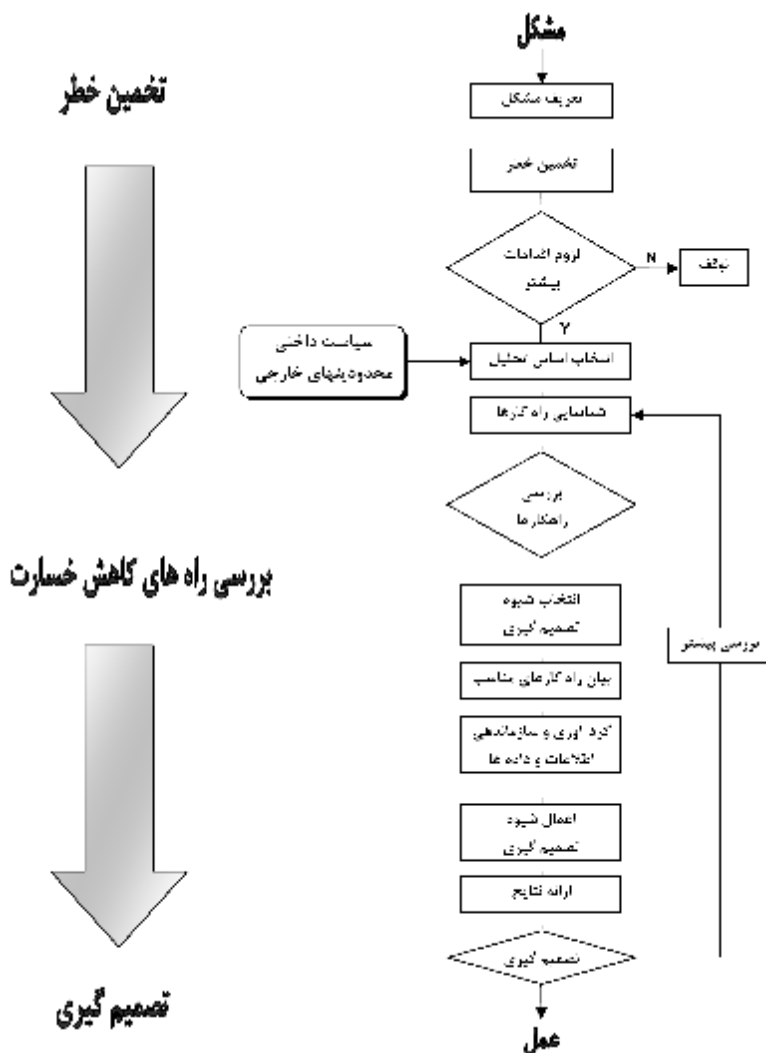 مشکل
تعریف مشکل
تخمین خطر
لزوم اقدامات
بیشتر
N
توقف
Y
سیاست داخلی
محدودیتهای خارجی
انتخاب اساس تحلیل
شناسایی راه کارها
بررسی
راهکارها
انتخاب شیوه
تصمیم گیری
بررسی بیشتر
بیان راه کارهای مناسب
گرد آوری و سازماندهی
اطلاعات و داده ها
اعمال شیوه
تصمیم گیری
ارائه نتایج
تصمیم گیری
عمل
تخمین خطر
بررسی راه های کاهش خسارت
تصمیم گیری